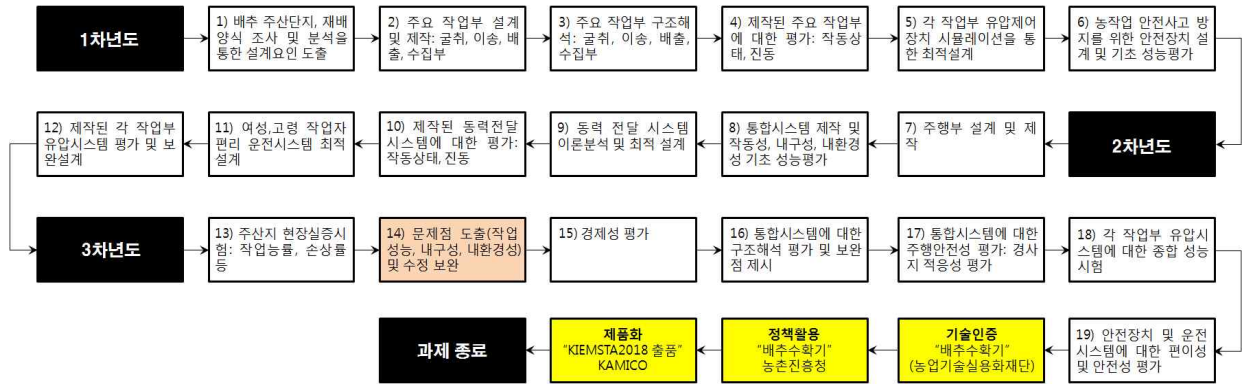 1차년도
1) 배추 주산단지, 재배
양식 조사 및 분석을
통한 설계요인 도출
2) 주요 작업부 설계
및 제작: 굴취, 이송, 배
출, 수집부
3) 주요 작업부 구조해
석: 굴취, 이송, 배출,
수집부
4) 제작된 주요 작업부
에 대한 평가: 작동상
태, 진동
5) 각 작업부 유압제어
장치 시뮬레이션을 통
한 최적설계
6) 농작업 안전사고 방
지를 위한 안전장치 설
계 및 기초 성능평가
2차년도
7) 주행부 설계 및 제
작
8) 통합시스템 제작 및
작동성, 내구성, 내환경
성 기초 성능평가
9) 동력 전달 시스템
이론분석 및 최적 설계
10) 제작된 동력전달
시스템에 대한 평가:
작동상태, 진동
11) 여성,고령 작업자
편리 운전시스템 최적
설계
12) 제작된 각 작업부
유압시스템 평가 및 보
완설계
3차년도
13) 주산지 현장실증시
험: 작업능률, 손상률
등
14) 문제점 도출(작업
성능, 내구성, 내환경성)
및 수정 보완
15) 경제성 평가
16) 통합시스템에 대한
구조해석 평가 및 보완
점 제시
17) 통합시스템에 대한
주행안전성 평가: 경사
지 적응성 평가
18) 각 작업부 유압시
스템에 대한 종합 성능
시험
19) 안전장치 및 운전
시스템에 대한 편이성
및 안전성 평가
기술인증
"배추수확기"
(농업기술실용화재단)
정책활용
"배추수확기"
농촌진흥청
제품화
"KIEMSTA2018 출품"
KAMICO
과제 종료